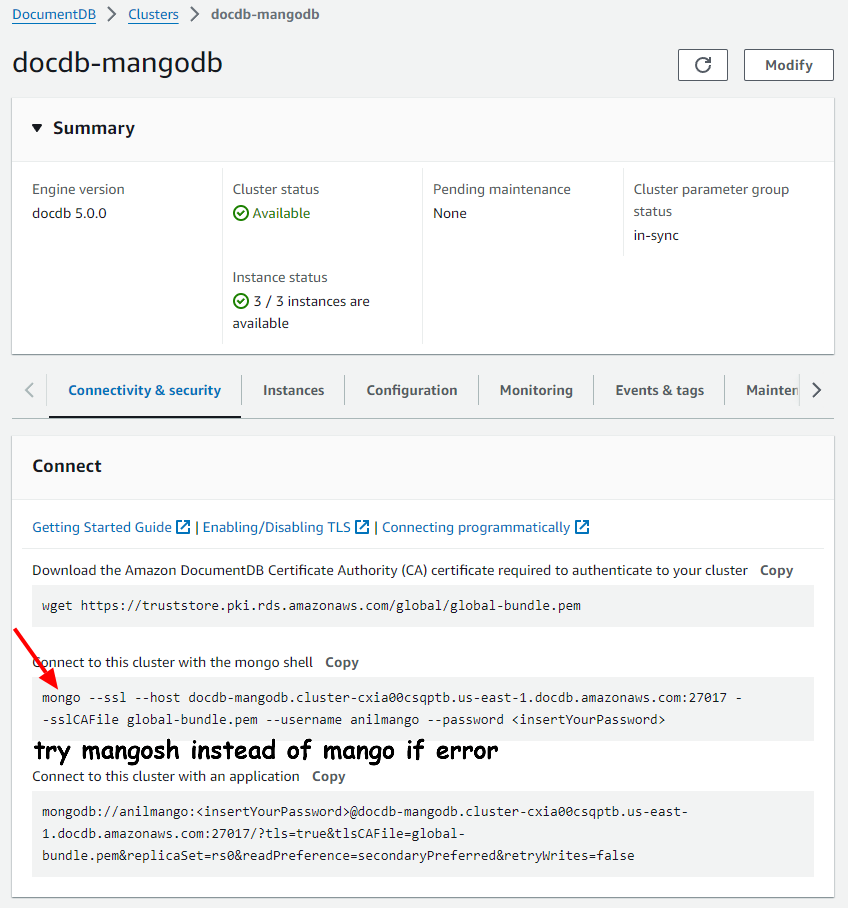 DocumentDB > Clusters > docdb-mangodb
docdb-mangodb
Modify
Summary
Engine version
docdb 5.0.0
Cluster status
Available
Instance status
3 / 3 instances are
available
Pending maintenance
None
Cluster parameter group
status
in-sync
Connectivity & security
Instances
Configuration
Monitoring
Events & tags
Mainten
Connect
Getting Started Guide | Enabling/Disabling TLS | Connecting programmatically
Download the Amazon DocumentDB Certificate Authority (CA) certificate required to authenticate to your cluster Copy
wget https://truststore.pki.rds.amazonaws.com/global/global-bundle.pem
Connect to this cluster with the mongo shell Copy
mongo --ssl --host docdb-mangodb.cluster-cxia00csqptb.us-east-1.docdb.amazonaws.com:27017 -
-sslCAFile global-bundle.pem --username anilmango --password <insertYourPassword>
try mangosh instead of mango if error
Connect to this cluster with an application Copy
mongodb://anilmango:<insertYourPassword>@docdb-mangodb.cluster-cxia00csqptb.us-east-
1.docdb.amazonaws.com:27017/?tls=true&tlsCAFile=global-
bundle.pem&replicaSet=rs0&readPreference=secondaryPreferred&retryWrites=false